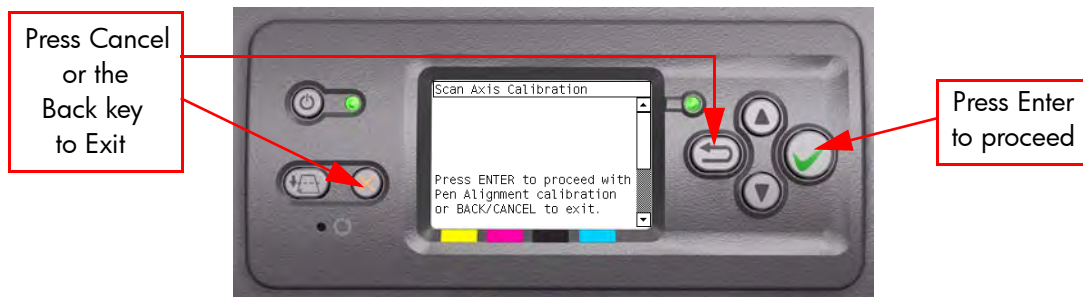 Press Cancel
or the
Back key
to Exit
Scan Axis Calibration
Press ENTER to proceed with
Pen Alignment calibration
or BACK/CANCEL to exit.
Press Enter
to proceed